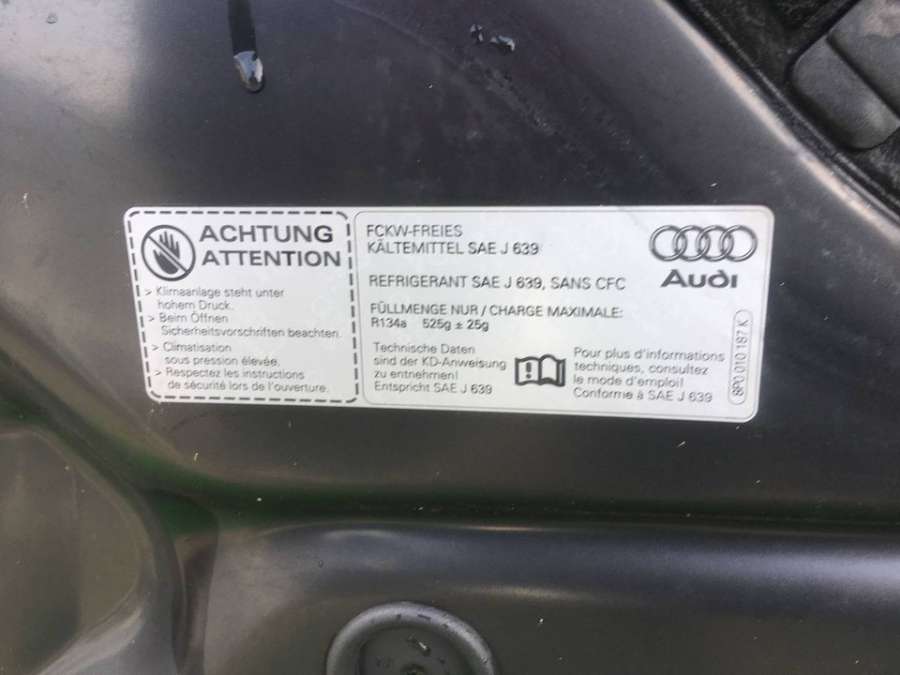 ACHTUNG
ATTENTION
> Klimaanlage steht unter
hohem Druck.
> Beim Öffnen
Sicherheitsvorschriften beachten.
> Climatisation
sous pression élevée.
> Respectez les instructions
de sécurité lors de l'ouverture.
FCKW-FREIES
KÄLTEMITTEL SAE J 639
REFRIGERANT SAE J 639, SANS CFC
FÜLLMENGE NUR / CHARGE MAXIMALE:
R134a 525g ± 25g
Technische Daten
sind der KD-Anweisung
zu entnehmen!
Entspricht SAE J 639
Pour plus d'informations
techniques, consultez
le mode d'emploi!
Conforme à SAE J 639
Audi
8P0.010.187.K